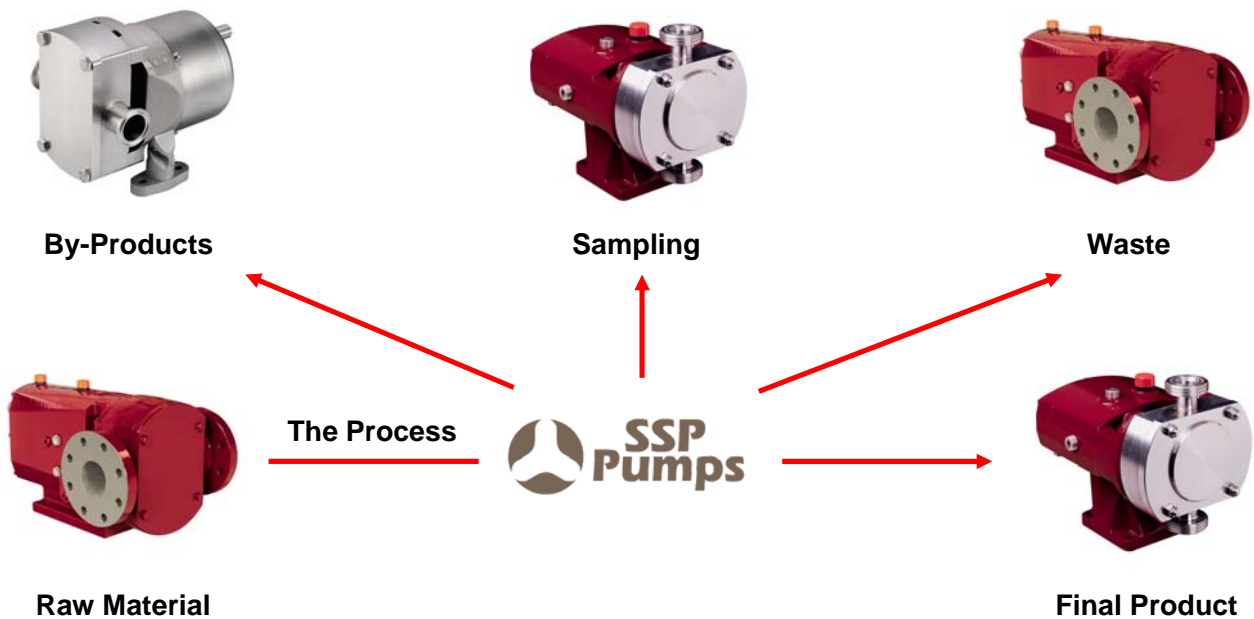 By-Products
Sampling
Waste
The Process
SSP
Pumps
Raw Material
Final Product